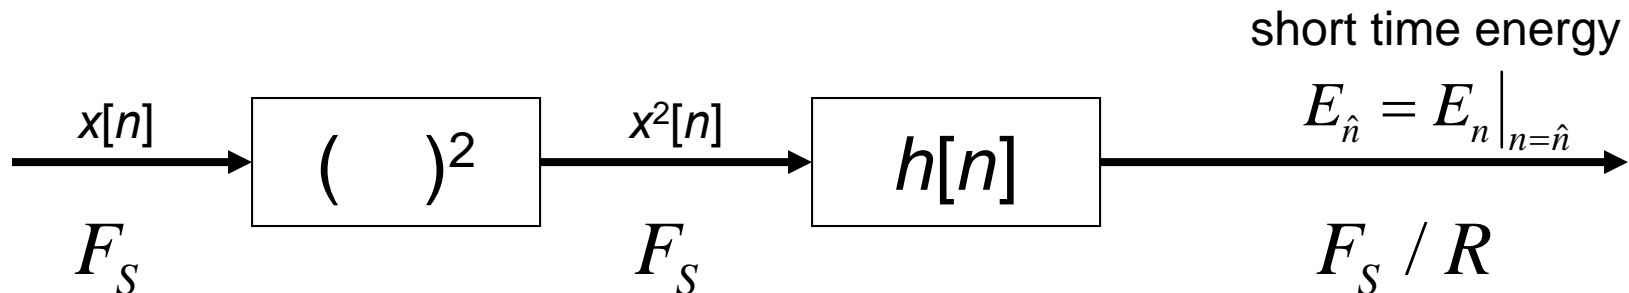 short time energy
x[n]
( )²
x²[n]
h[n]
E_n̂ = E_n|_{n=n̂}
F_S
F_S
F_S / R